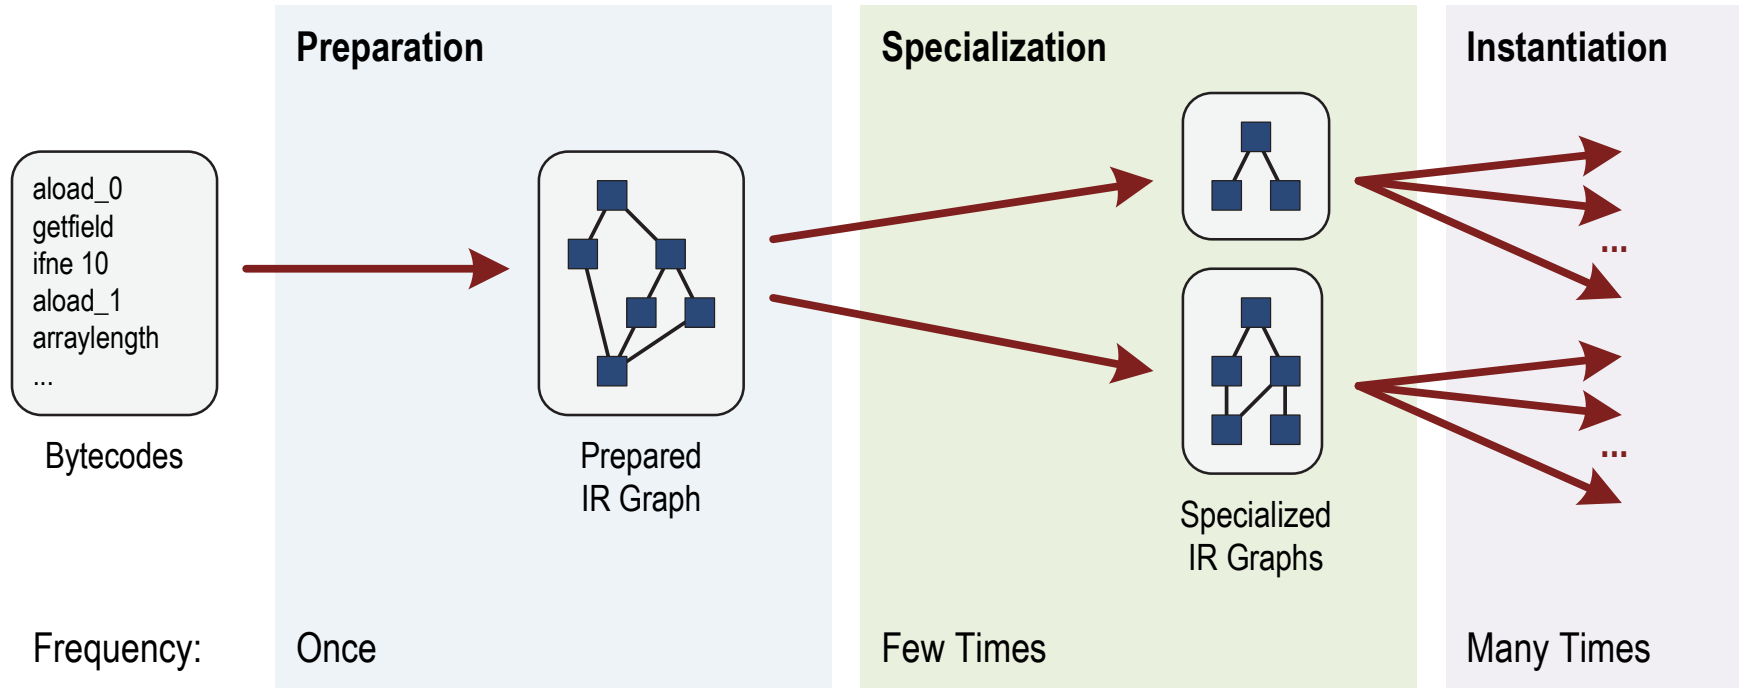 Preparation
Specialization
Instantiation
aload_0
getfield
ifne 10
aload_1
arraylength
...
Bytecodes
Prepared
IR Graph
Specialized
IR Graphs
...
...
Frequency:
Once
Few Times
Many Times